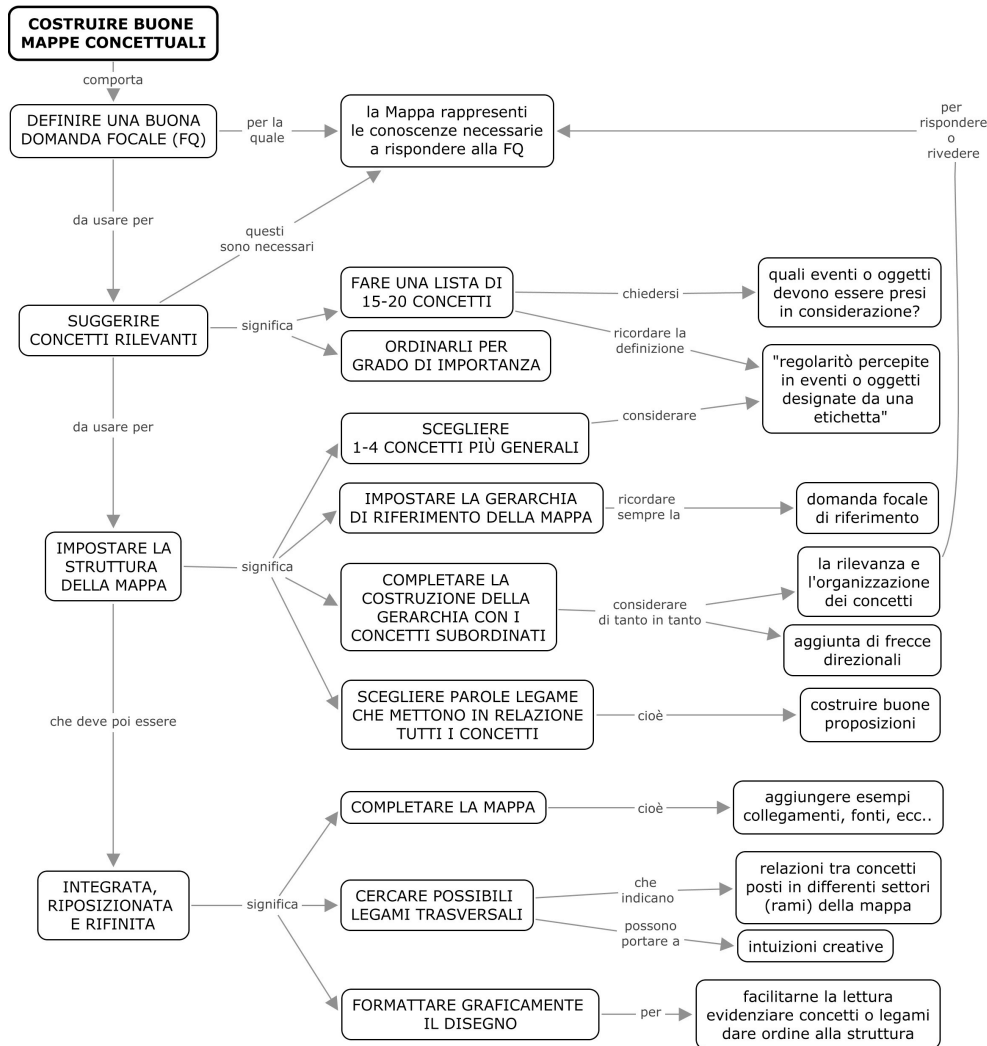 COSTRUIRE BUONE
MAPPE CONCETTUALI
comporta
DEFINIRE UNA BUONA
DOMANDA FOCALE (FQ)
per la
quale
la Mappa rappresenti
le conoscenze necessarie
a rispondere alla FQ
per
rispondere
o
rivedere
da usare per
questi
sono necessari
SUGGERIRE
CONCETTI RILEVANTI
significa
FARE UNA LISTA DI
15-20 CONCETTI
chiedersi
quali eventi o oggetti
devono essere presi
in considerazione?
ricordare la
definizione
ORDINARLI PER
GRADO DI IMPORTANZA
"regolaritò percepite
in eventi o oggetti
designate da una
etichetta"
da usare per
SCEGLIERE
1-4 CONCETTI PIÙ GENERALI
considerare
IMPOSTARE LA
STRUTTURA
DELLA MAPPA
significa
IMPOSTARE LA GERARCHIA
DI RIFERIMENTO DELLA MAPPA
ricordare
sempre la
domanda focale
di riferimento
COMPLETARE LA
COSTRUZIONE DELLA
GERARCHIA CON I
CONCETTI SUBORDINATI
considerare
di tanto in tanto
la rilevanza e
l'organizzazione
dei concetti
aggiunta di frecce
direzionali
SCEGLIERE PAROLE LEGAME
CHE METTONO IN RELAZIONE
TUTTI I CONCETTI
cioè
costruire buone
proposizioni
che deve poi essere
INTEGRATA,
RIPOSIZIONATA
E RIFINITA
significa
COMPLETARE LA MAPPA
cioè
aggiungere esempi
collegamenti, fonti, ecc..
CERCARE POSSIBILI
LEGAMI TRASVERSALI
che
indicano
relazioni tra concetti
posti in differenti settori
(rami) della mappa
possono
portare a
intuizioni creative
FORMATTARE GRAFICAMENTE
IL DISEGNO
per
facilitarne la lettura
evidenziare concetti o legami
dare ordine alla struttura